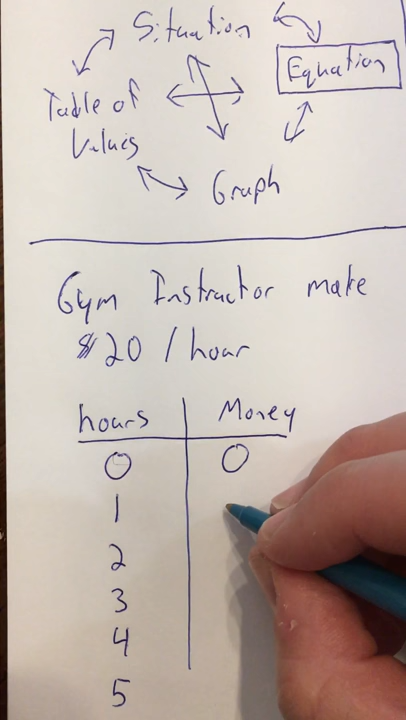 Situation
Equation
Table of
Values
Graph
Gym Instructor make
$20 / hour
hours Money
0 0
1
2
3
4
5